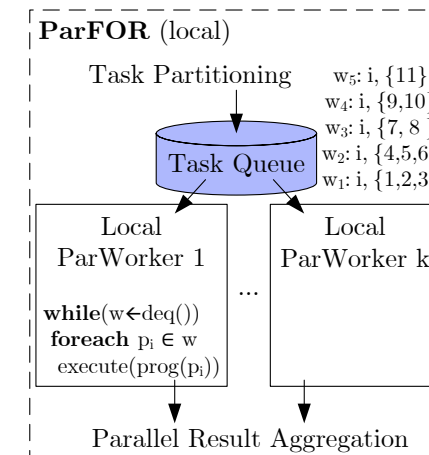 ParFOR (local)
Task Partitioning
w₅: i, {11}
w₄: i, {9,10}
w₃: i, {7, 8
w₂: i, {4,5,6
w₁: i, {1,2,3
Task Queue
Local
ParWorker 1
while(w←deq())
foreach pᵢ ∈ w
execute(prog(pᵢ))
...
Local
ParWorker k
Parallel Result Aggregation